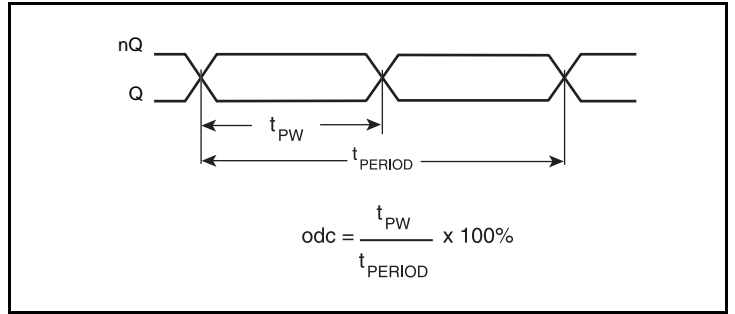 nQ
Q
tPW
tPERIOD
odc = tPW / tPERIOD x 100%